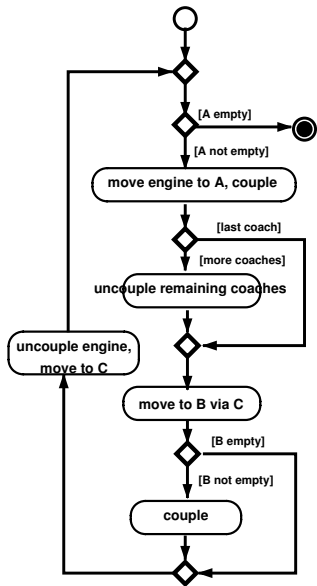 [A empty]
[A not empty]
move engine to A, couple
[last coach]
[more coaches]
uncouple remaining coaches
uncouple engine,
move to C
move to B via C
[B empty]
[B not empty]
couple